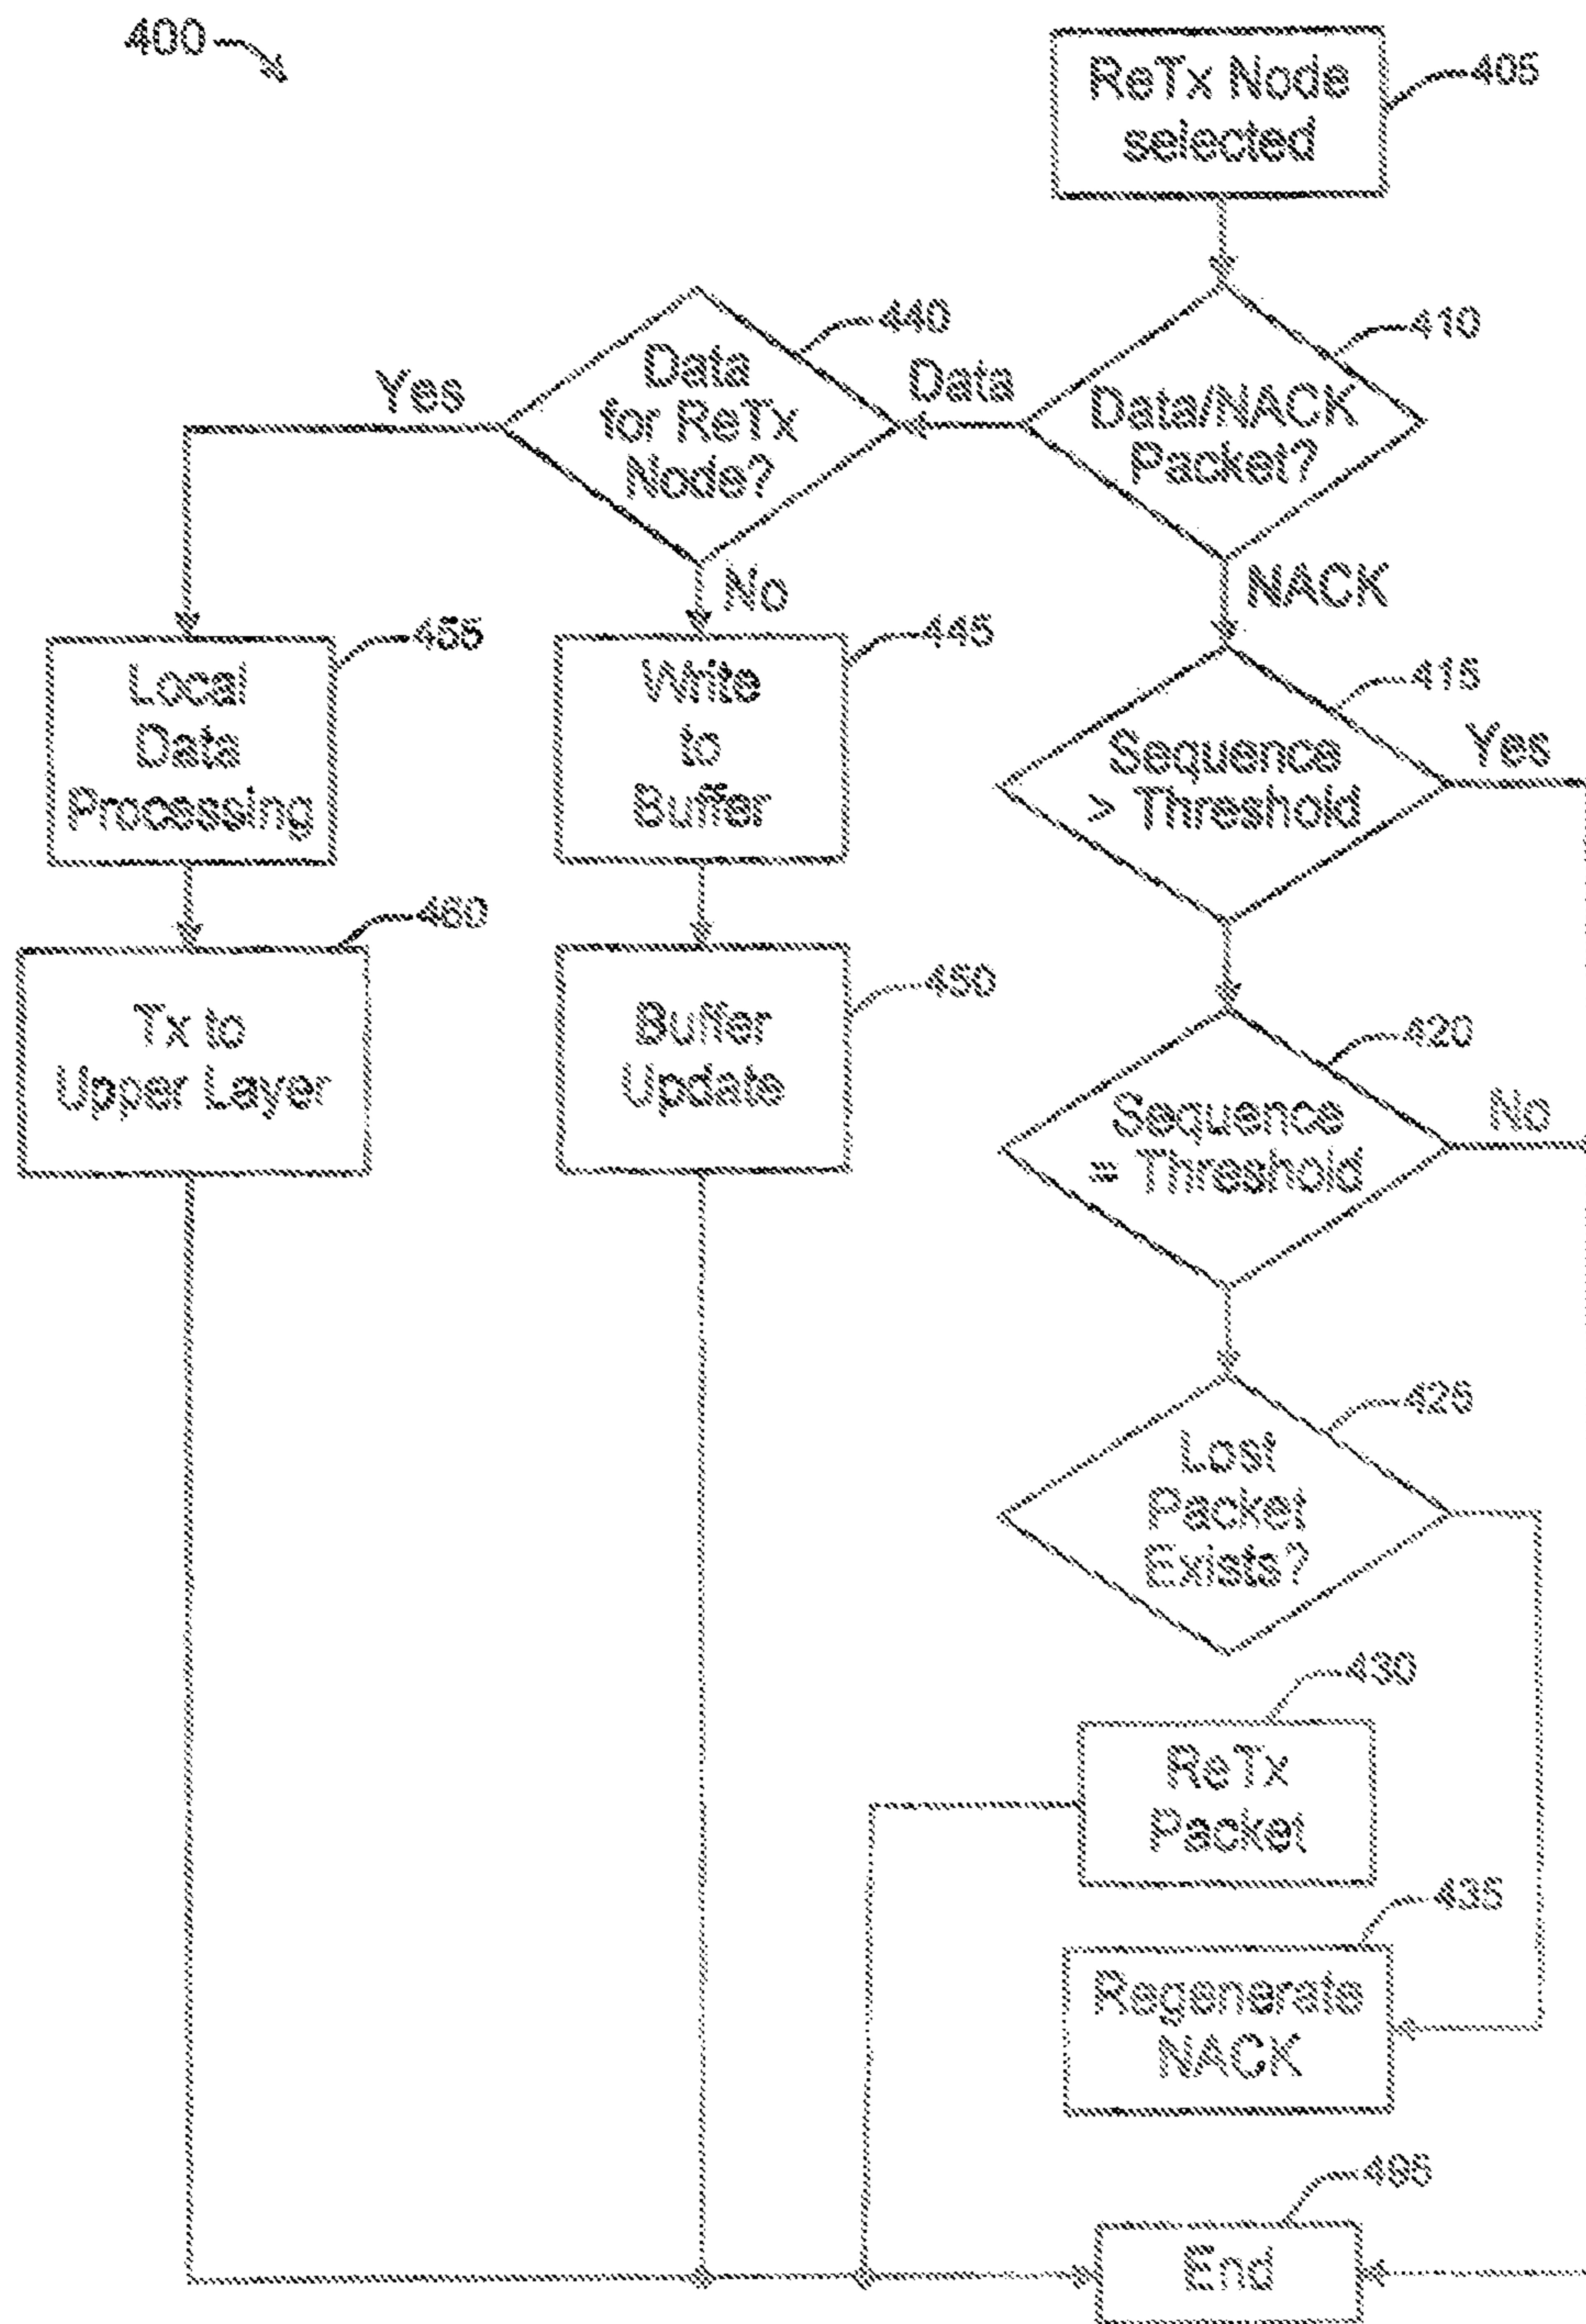 400
ReTx Node
selected
405
Data/NACK
Packet?
410
Data
NACK
Data
for ReTx
Node?
440
Yes
No
Local
Data
Processing
455
Write
to
Buffer
445
Sequence
> Threshold
415
Yes
Tx to
Upper Layer
460
Buffer
Update
450
Sequence
= Threshold
420
No
Lost
Packet
Exists?
425
ReTx
Packet
430
Regenerate
NACK
435
End
495